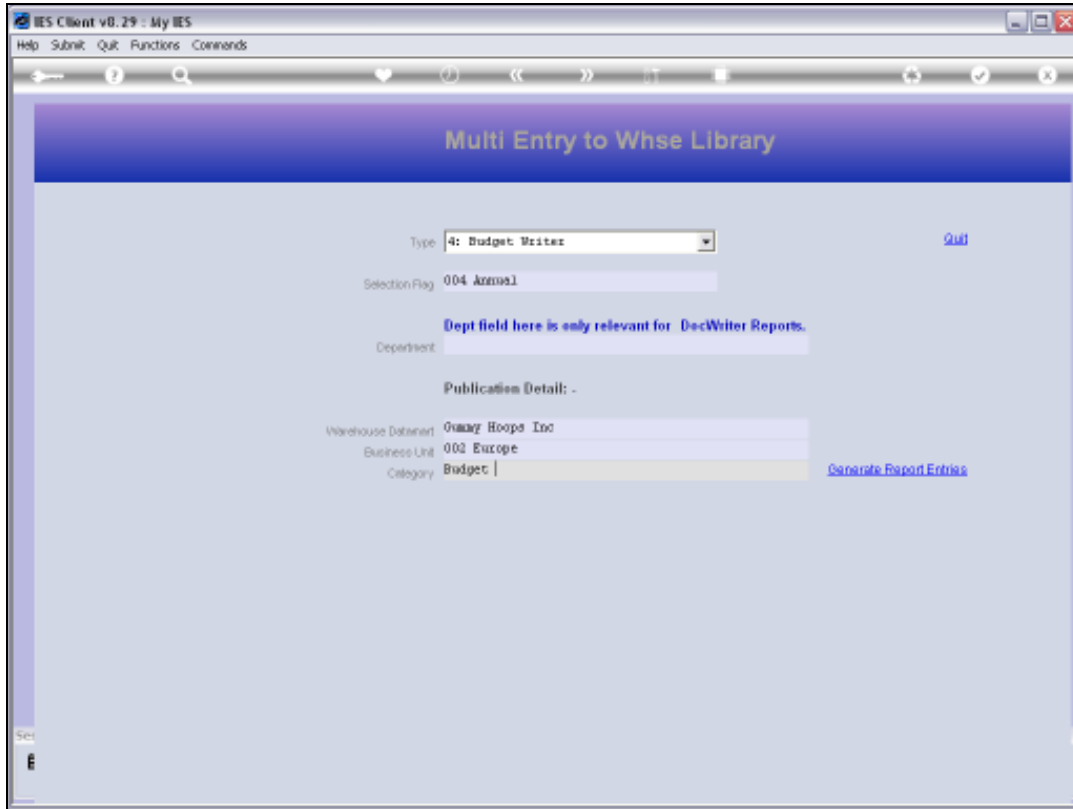 IES Client v8.29 : My IES
Help Submit Quit Functions Commands
Multi Entry to Whse Library
Type 4: Budget Writer
Quit
Selection Flag 004 Annual
Dept field here is only relevant for DocWriter Reports.
Department
Publication Detail: -
Warehouse Datamart Gummy Hoops Inc
Business Unit 002 Europe
Category Budget
Generate Report Entries
Ses